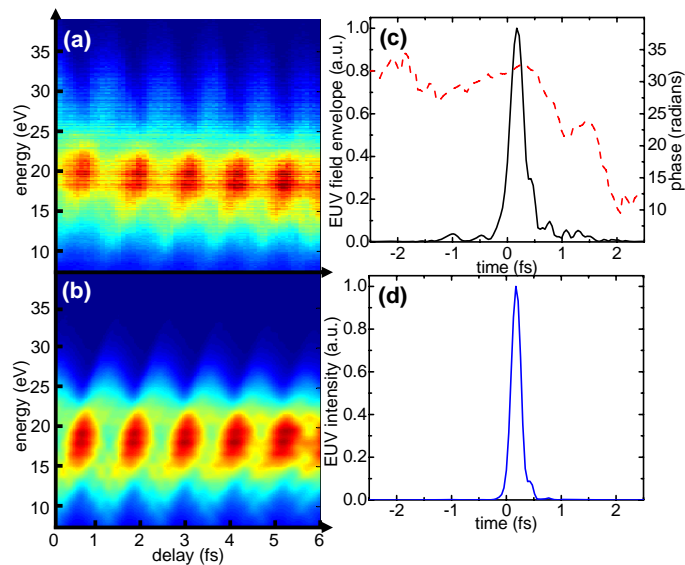 (a)
energy (eV)
35
30
25
20
15
10
(b)
energy (eV)
35
30
25
20
15
10
0 1 2 3 4 5 6
delay (fs)
(c)
EUV field envelope (a.u.)
1.0
0.8
0.6
0.4
0.2
0.0
phase (radians)
35
30
25
20
15
10
5
-2 -1 0 1 2
time (fs)
(d)
EUV intensity (a.u.)
1.0
0.8
0.6
0.4
0.2
0.0
-2 -1 0 1 2
time (fs)